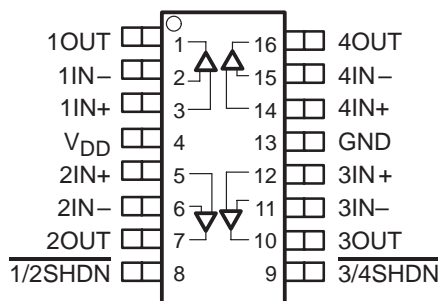 1OUT 1 16 4OUT
1IN− 2 15 4IN−
1IN+ 3 14 4IN+
VDD 4 13 GND
2IN+ 5 12 3IN+
2IN− 6 11 3IN−
2OUT 7 10 3OUT
1/2SHDN 8 9 3/4SHDN